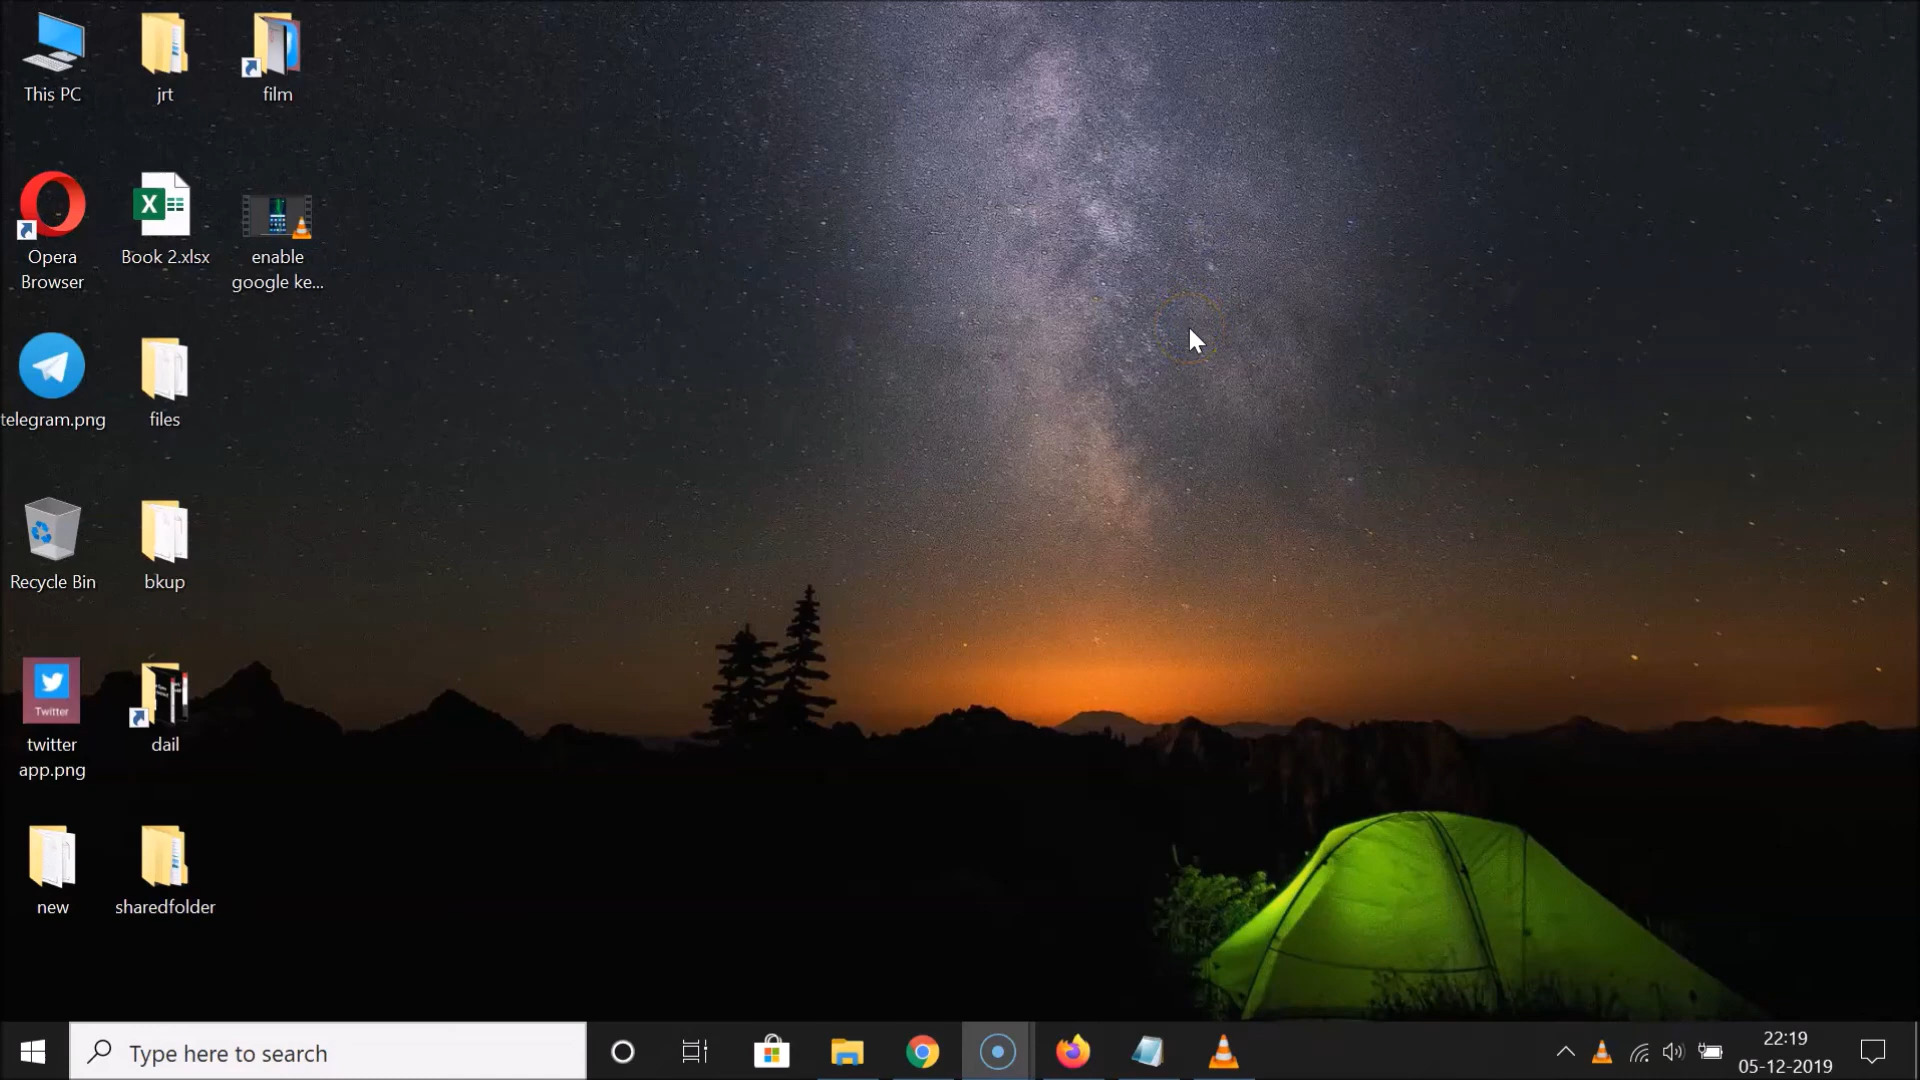 This PC
jrt
film
Opera
Browser
Book 2.xlsx
enable
google ke...
telegram.png
files
Recycle Bin
bkup
Twitter
twitter
app.png
dail
new
sharedfolder
Type here to search
22:19
05-12-2019